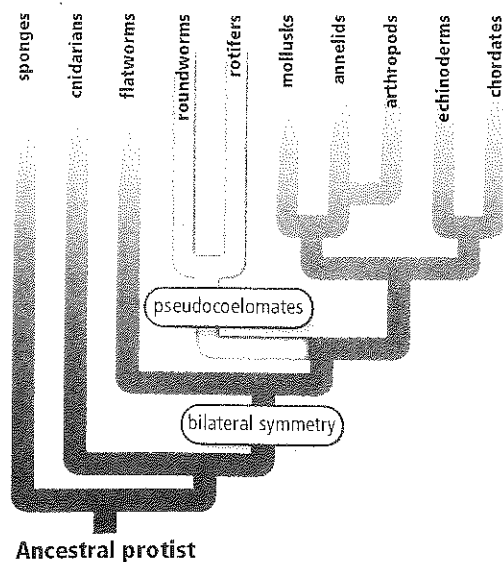 sponges
cnidarians
flatworms
roundworms
rotifers
mollusks
annelids
arthropods
echinoderms
chordates
pseudocoelomates
bilateral symmetry
Ancestral protist